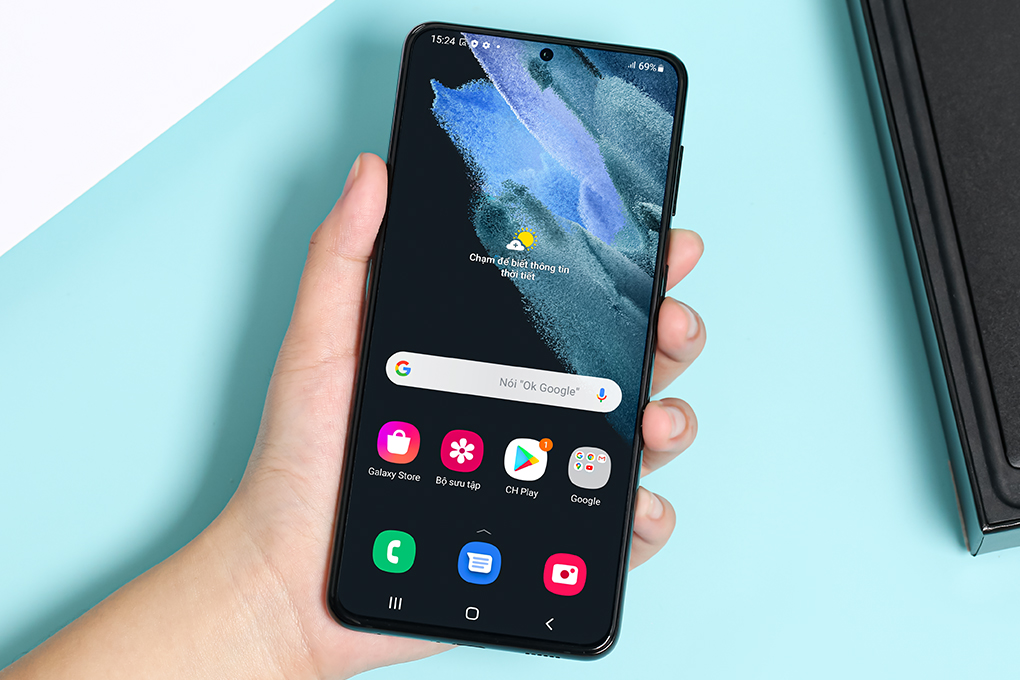 15:24
69%
Chạm để biết thông tin
thời tiết
Nói "Ok Google"
1
Galaxy Store
Bộ sưu tập
CH Play
Google